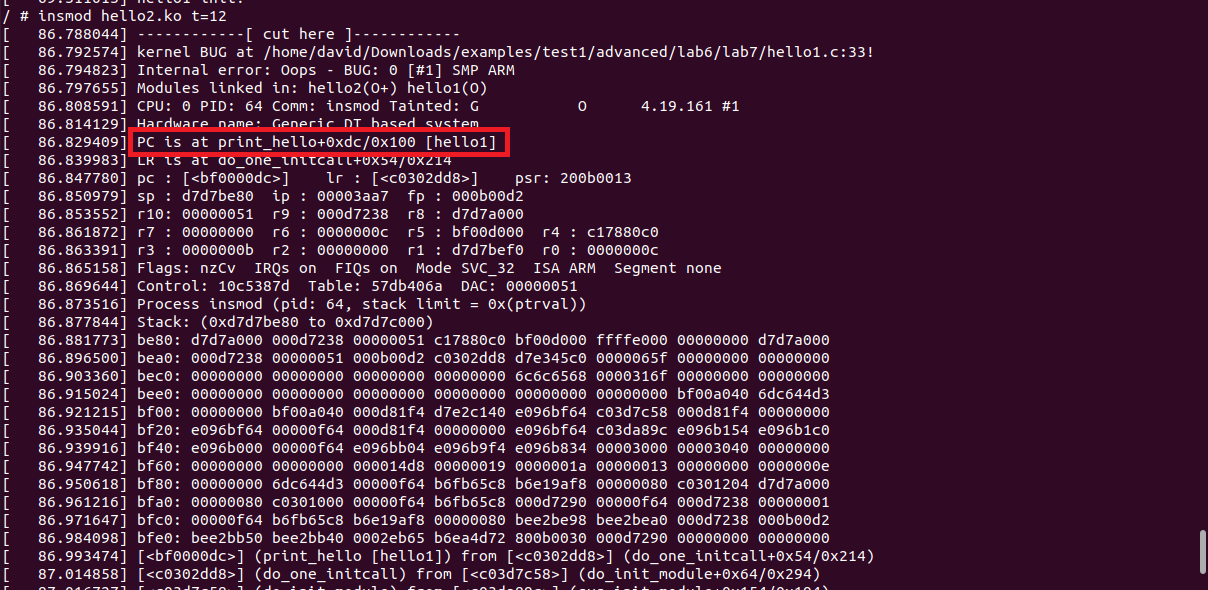 / # insmod hello2.ko t=12
[   86.788044] ------------[ cut here ]------------
[   86.792574] kernel BUG at /home/david/Downloads/examples/test1/advanced/lab6/lab7/hello1.c:33!
[   86.794823] Internal error: Oops - BUG: 0 [#1] SMP ARM
[   86.797655] Modules linked in: hello2(O+) hello1(O)
[   86.808591] CPU: 0 PID: 64 Comm: insmod Tainted: G           O      4.19.161 #1
[   86.814129] Hardware name: Generic DT based system
[   86.829409] PC is at print_hello+0xdc/0x100 [hello1]
[   86.839983] LR is at do_one_initcall+0x54/0x214
[   86.847780] pc : [<bf0000dc>]    lr : [<c0302dd8>]    psr: 200b0013
[   86.850979] sp : d7d7be80  ip : 00003aa7  fp : 000b00d2
[   86.853552] r10: 00000051  r9 : 000d7238  r8 : d7d7a000
[   86.861872] r7 : 00000000  r6 : 0000000c  r5 : bf00d000  r4 : c17880c0
[   86.863391] r3 : 0000000b  r2 : 00000000  r1 : d7d7bef0  r0 : 0000000c
[   86.865158] Flags: nzCv  IRQs on  FIQs on  Mode SVC_32  ISA ARM  Segment none
[   86.869644] Control: 10c5387d  Table: 57db406a  DAC: 00000051
[   86.873516] Process insmod (pid: 64, stack limit = 0x(ptrval))
[   86.877844] Stack: (0xd7d7be80 to 0xd7d7c000)
[   86.881773] be80: d7d7a000 000d7238 00000051 c17880c0 bf00d000 ffffe000 00000000 d7d7a000
[   86.896500] bea0: 000d7238 00000051 000b00d2 c0302dd8 d7e345c0 0000065f 00000000 00000000
[   86.903360] bec0: 00000000 00000000 00000000 00000000 6c6c6568 0000316f 00000000 00000000
[   86.915024] bee0: 00000000 00000000 00000000 00000000 00000000 00000000 bf00a040 6dc644d3
[   86.921215] bf00: 00000000 bf00a040 000d81f4 d7e2c140 e096bf64 c03d7c58 000d81f4 00000000
[   86.935044] bf20: e096bf64 00000f64 000d81f4 00000000 e096bf64 c03da89c e096b154 e096b1c0
[   86.939916] bf40: e096b000 00000f64 e096bb04 e096b9f4 e096b834 00003000 00003040 00000000
[   86.947742] bf60: 00000000 00000000 000014d8 00000019 0000001a 00000013 00000000 0000000e
[   86.950618] bf80: 00000000 6dc644d3 00000f64 b6fb65c8 b6e19af8 00000080 c0301204 d7d7a000
[   86.961216] bfa0: 00000080 c0301000 00000f64 b6fb65c8 00000000 000d7290 00000f64 000d7238 00000001
[   86.971647] bfc0: 00000f64 b6fb65c8 b6e19af8 00000080 bee2be98 bee2bea0 000d7238 000b00d2
[   86.984098] bfe0: bee2bb50 bee2bb40 0002eb65 b6ea4d72 800b0030 000d7290 00000000 00000000
[   86.993474] [<bf0000dc>] (print_hello [hello1]) from [<c0302dd8>] (do_one_initcall+0x54/0x214)
[   87.014858] [<c0302dd8>] (do_one_initcall) from [<c03d7c58>] (do_init_module+0x64/0x294)